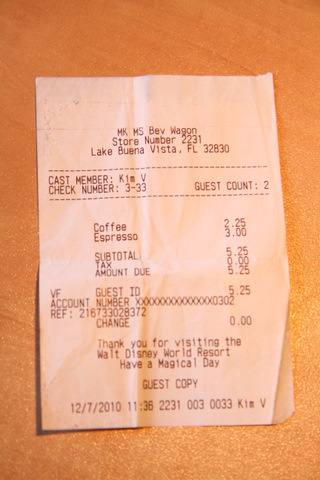 MK MS Bev Wagon
Store Number 2231
Lake Buena Vista, FL 32830
CAST MEMBER: Kim V
CHECK NUMBER: 3-33 GUEST COUNT: 2
Coffee 2.25
Espresso 3.00
SUBTOTAL 5.25
TAX 0.00
AMOUNT DUE 5.25
VF GUEST ID 5.25
ACCOUNT NUMBER XXXXXXXXXXXXXX0302
REF: 216733028372
CHANGE 0.00
Thank you for visiting the
Walt Disney World Resort
Have a Magical Day
GUEST COPY
12/7/2010 11:36 2231 003 0033 Kim V